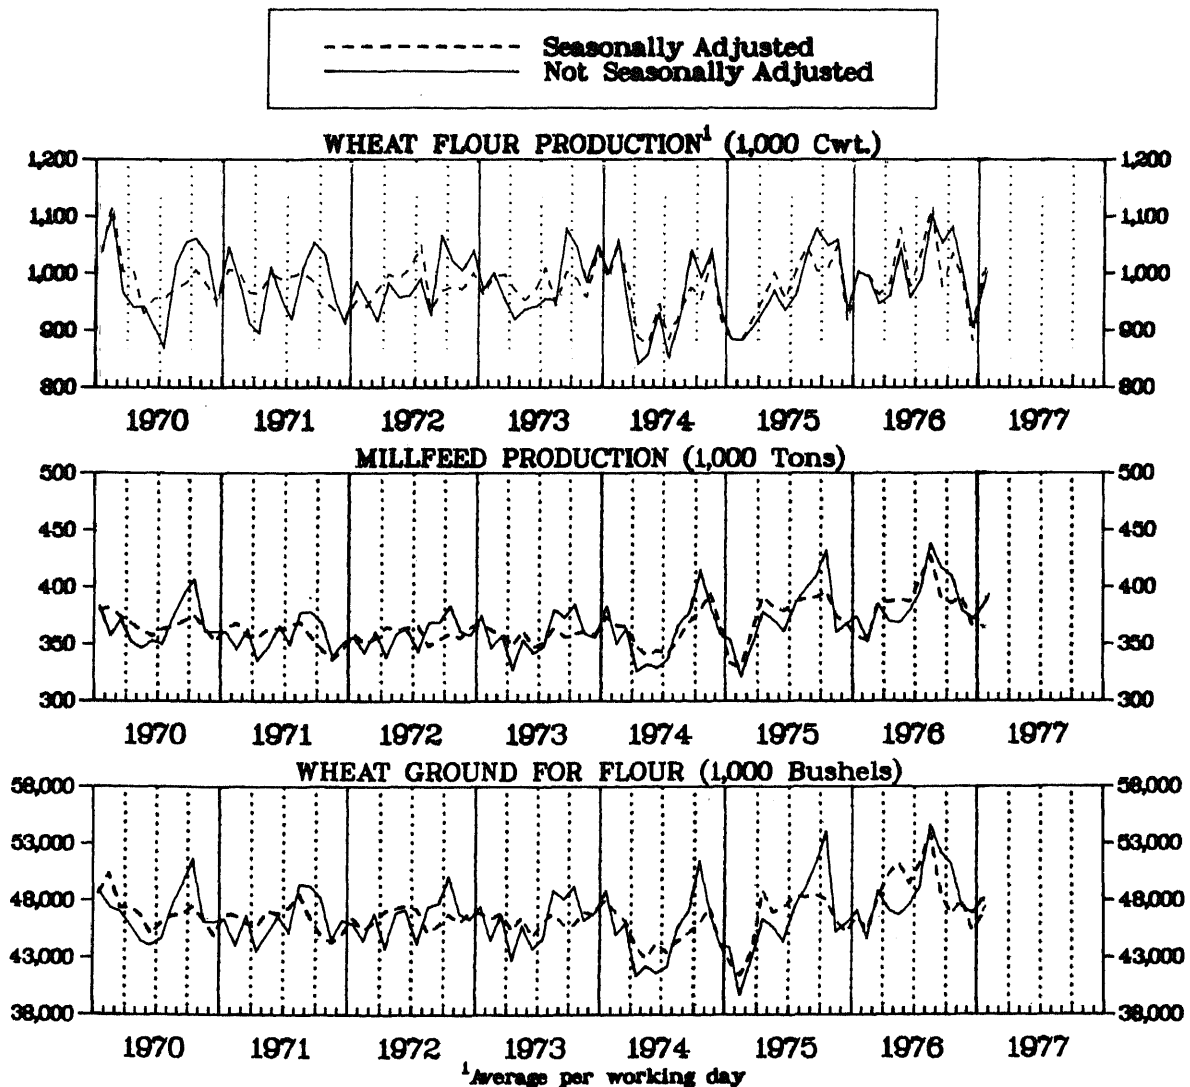 Seasonally Adjusted
Not Seasonally Adjusted
WHEAT FLOUR PRODUCTION¹ (1,000 Cwt.)
1,200 1,200
1,100 1,100
1,000 1,000
900 900
800 800
1970 1971 1972 1973 1974 1975 1976 1977
MILLFEED PRODUCTION (1,000 Tons)
500 500
450 450
400 400
350 350
300 300
1970 1971 1972 1973 1974 1975 1976 1977
WHEAT GROUND FOR FLOUR (1,000 Bushels)
58,000 58,000
53,000 53,000
48,000 48,000
43,000 43,000
38,000 38,000
1970 1971 1972 1973 1974 1975 1976 1977
¹Average per working day